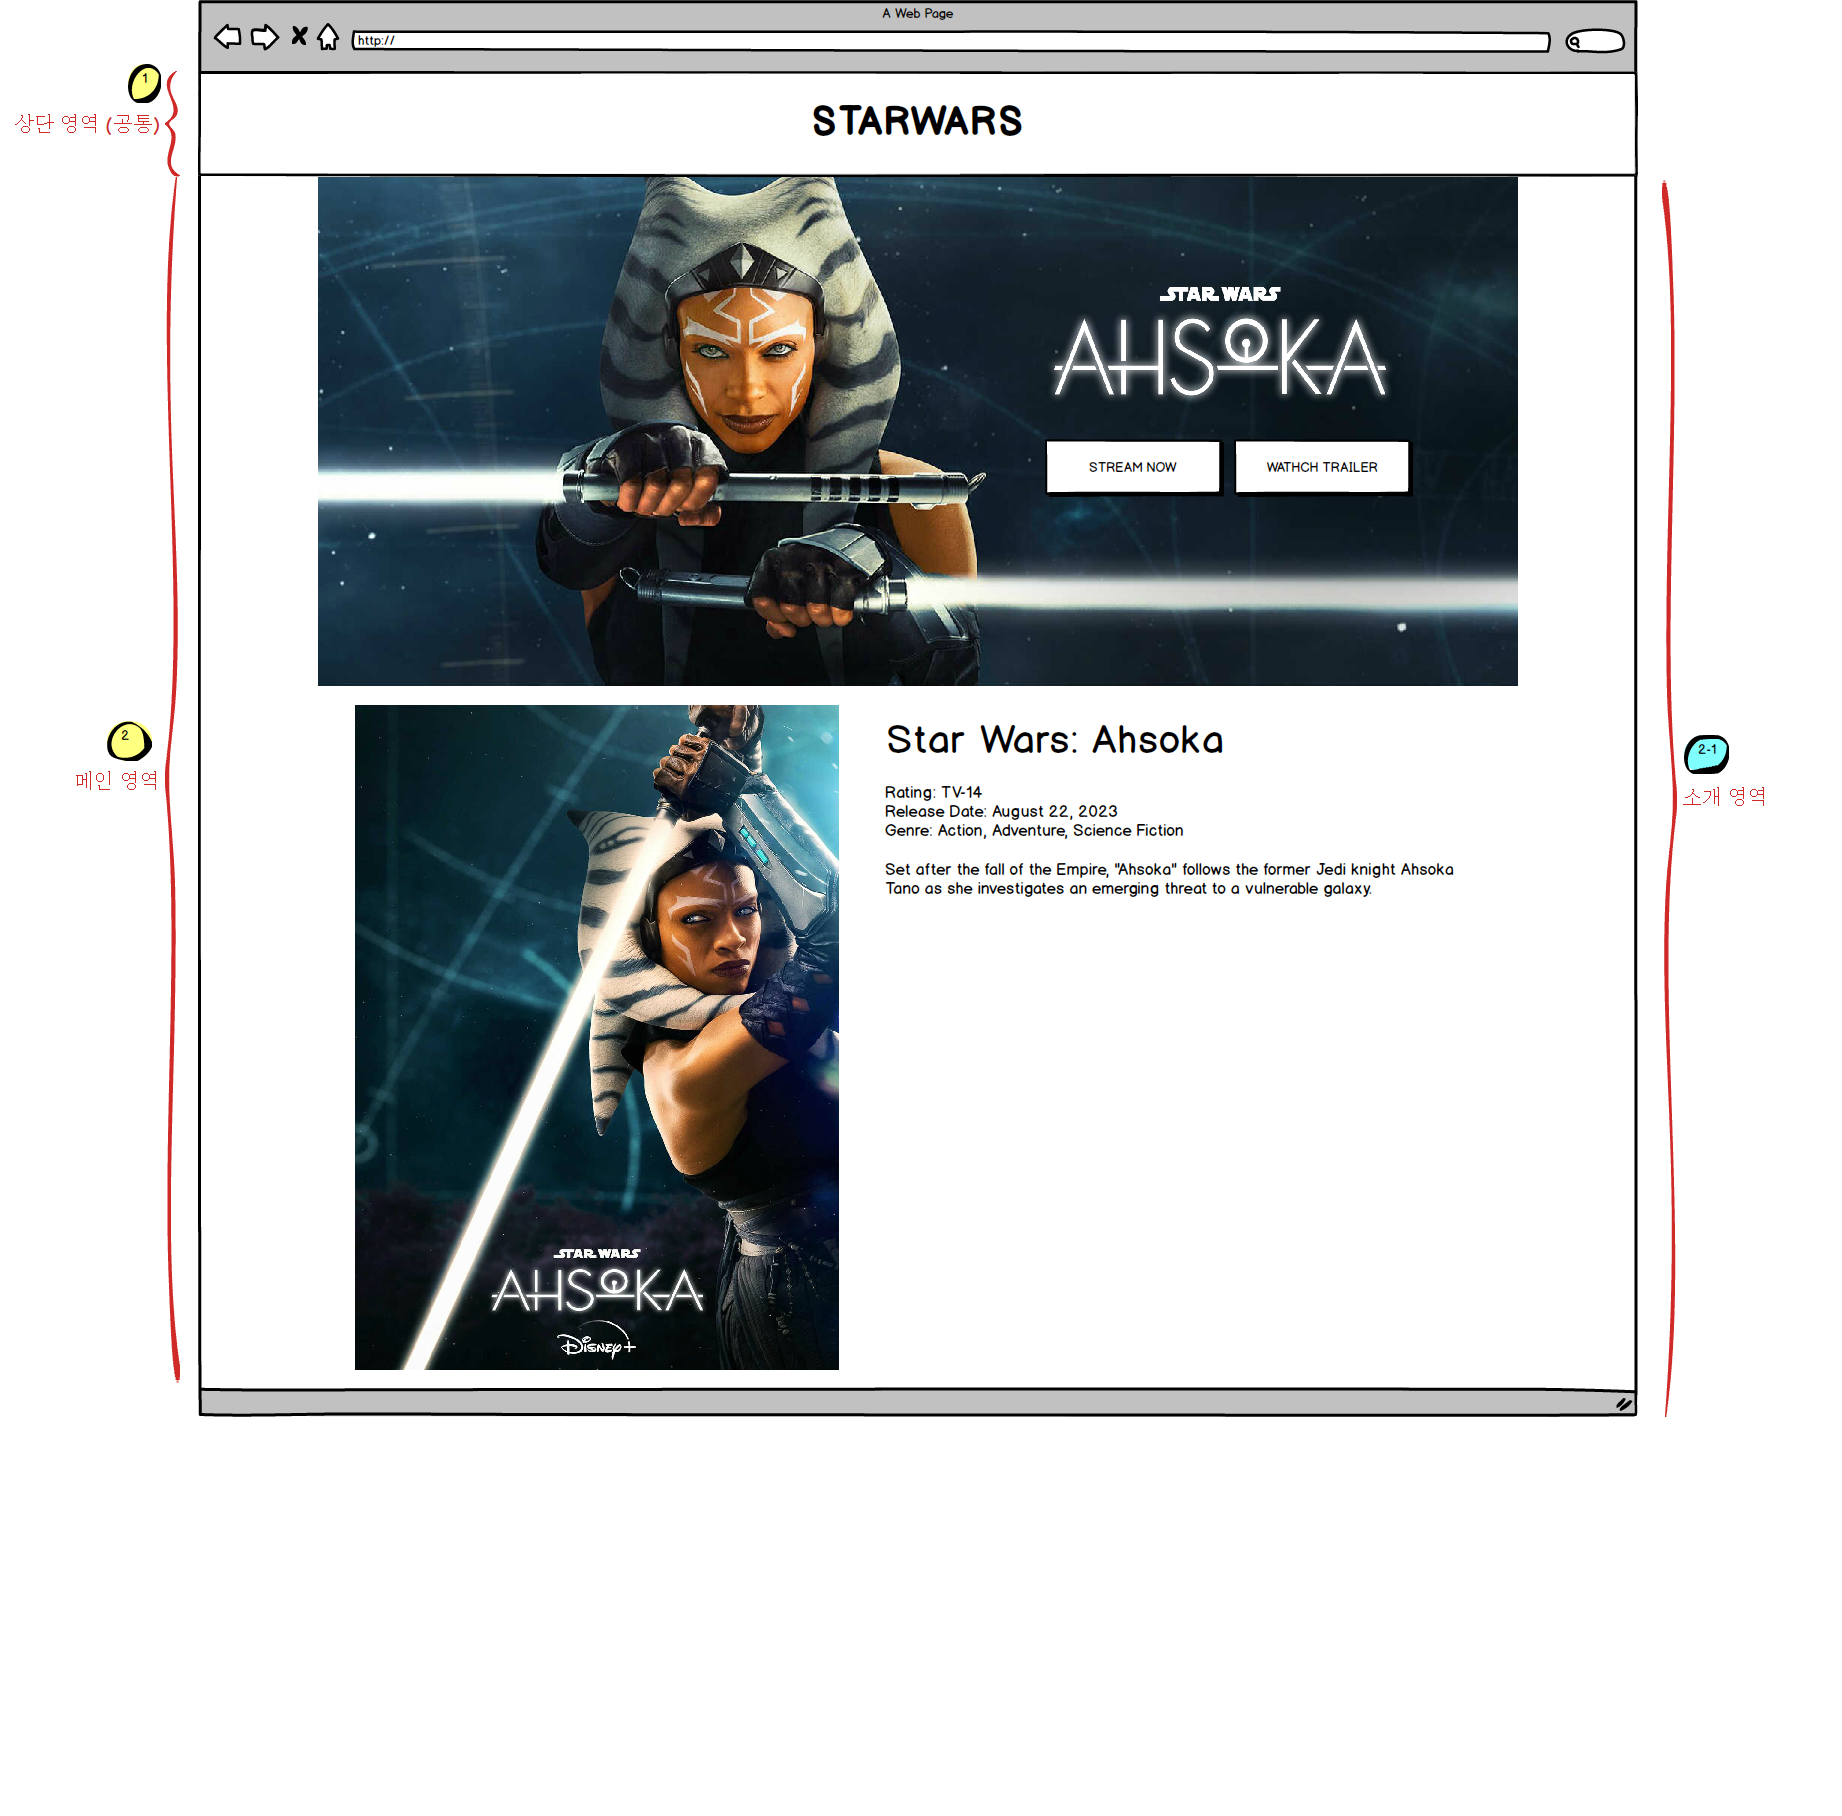 A Web Page
http://
1
상단 영역 (공통)
STARWARS
STAR WARS
AHSOKA
STREAM NOW
WATHCH TRAILER
2
메인 영역
2-1
소개 영역
Star Wars: Ahsoka
Rating: TV-14
Release Date: August 22, 2023
Genre: Action, Adventure, Science Fiction
Set after the fall of the Empire, "Ahsoka" follows the former Jedi knight Ahsoka
Tano as she investigates an emerging threat to a vulnerable galaxy.
STAR WARS
AHSOKA
Disney+